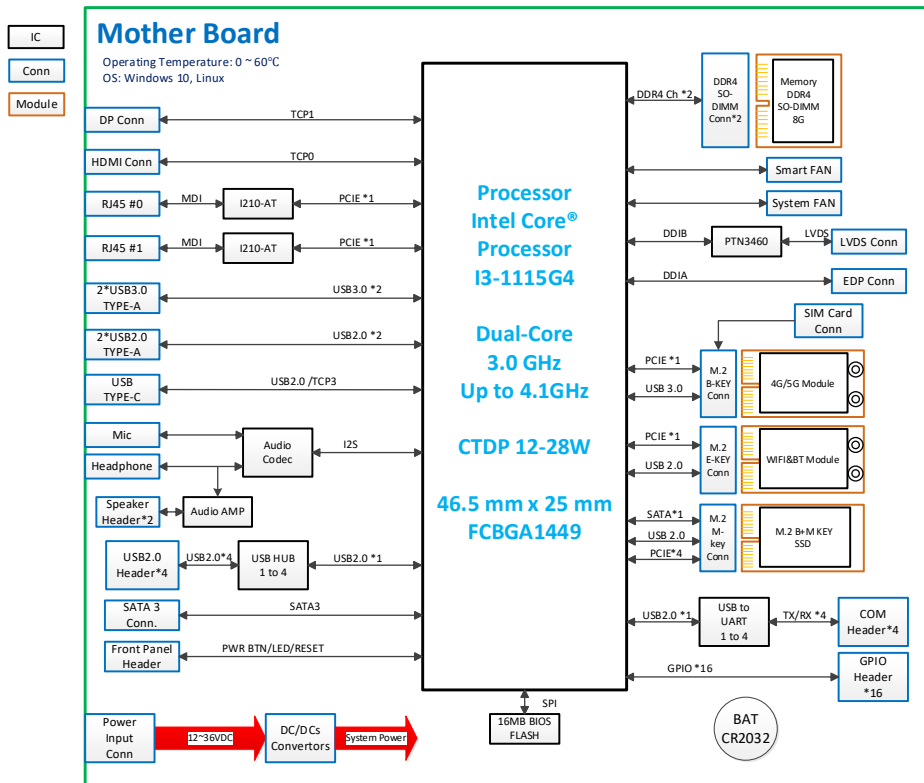 IC
Conn
Module
Mother Board
Operating Temperature: 0 ~ 60℃
OS: Windows 10, Linux
DP Conn
TCP1
HDMI Conn
TCP0
RJ45 #0
MDI
I210-AT
PCIE *1
RJ45 #1
MDI
I210-AT
PCIE *1
2*USB3.0
TYPE-A
USB3.0 *2
2*USB2.0
TYPE-A
USB2.0 *2
USB
TYPE-C
USB2.0 /TCP3
Mic
Headphone
Audio
Codec
I2S
Speaker
Header*2
Audio AMP
USB2.0
Header*4
USB2.0*4
USB HUB
1 to 4
USB2.0 *1
SATA 3
Conn.
SATA3
Front Panel
Header
PWR BTN/LED/RESET
Power
Input
Conn
12~36VDC
DC/DCs
Convertors
System Power
Processor
Intel Core®
Processor
I3-1115G4
Dual-Core
3.0 GHz
Up to 4.1GHz
CTDP 12-28W
46.5 mm x 25 mm
FCBGA1449
SPI
16MB BIOS
FLASH
DDR4 Ch *2
DDR4
SO-
DIMM
Conn*2
Memory
DDR4
SO-DIMM
8G
Smart FAN
System FAN
DDIB
PTN3460
LVDS
LVDS Conn
DDIA
EDP Conn
SIM Card
Conn
PCIE *1
USB 3.0
M.2
B-KEY
Conn
4G/5G Module
PCIE *1
USB 2.0
M.2
E-KEY
Conn
WIFI&BT Module
SATA*1
USB 2.0
PCIE*4
M.2
M-
key
Conn
M.2 B+M KEY
SSD
USB2.0 *1
USB to
UART
1 to 4
TX/RX *4
COM
Header*4
GPIO *16
GPIO
Header
*16
BAT
CR2032